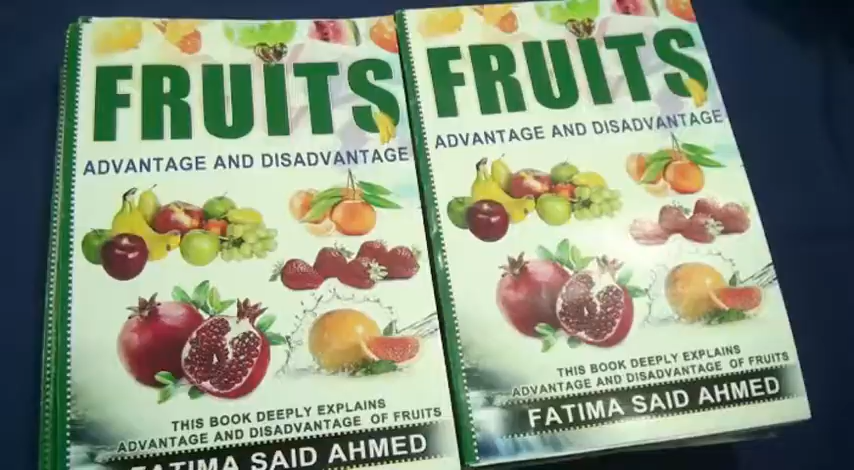 FRUITS
ADVANTAGE AND DISADVANTAGE
THIS BOOK DEEPLY EXPLAINS
ADVANTAGE AND DISADVANTAGE OF FRUITS
FATIMA SAID AHMED
FRUITS
ADVANTAGE AND DISADVANTAGE
THIS BOOK DEEPLY EXPLAINS
ADVANTAGE AND DISADVANTAGE OF FRUITS
FATIMA SAID AHMED